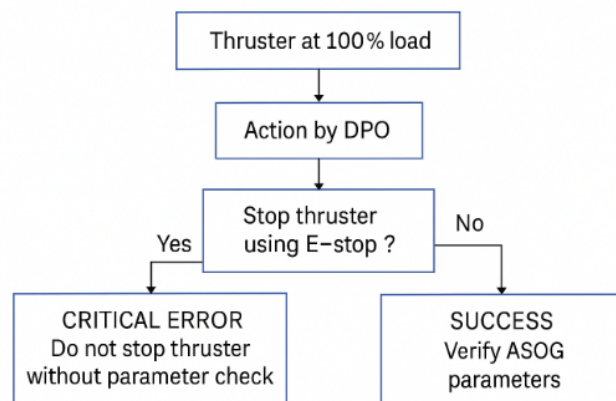 Thruster at 100% load
Action by DPO
Stop thruster
using E-stop ?
Yes
No
CRITICAL ERROR
Do not stop thruster
without parameter check
SUCCESS
Verify ASOG
parameters